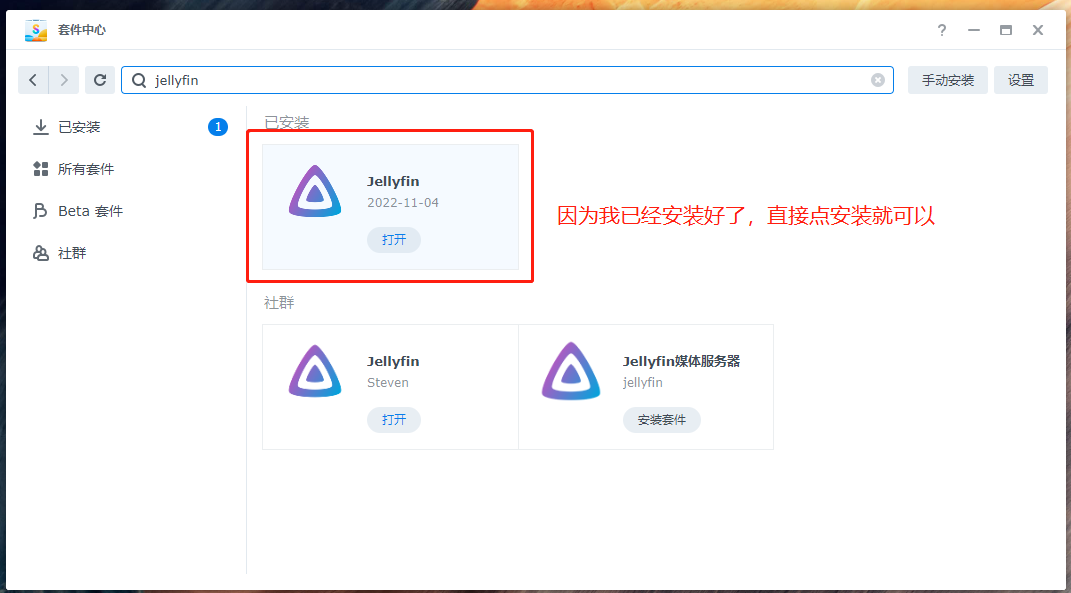 套件中心
jellyfin
手动安装
设置
已安装
1
所有套件
Beta 套件
社群
已安装
Jellyfin
2022-11-04
打开
因为我已经安装好了，直接点安装就可以
社群
Jellyfin
Steven
打开
Jellyfin媒体服务器
jellyfin
安装套件